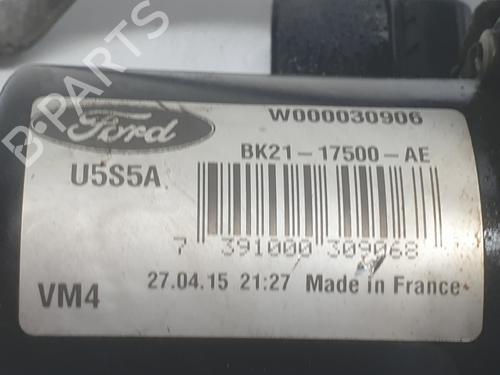 B-PARTS
Ford
W000030906
BK21-17500-AE
U5S5A
7 391000 309068
27.04.15 21:27 Made in France
VM4